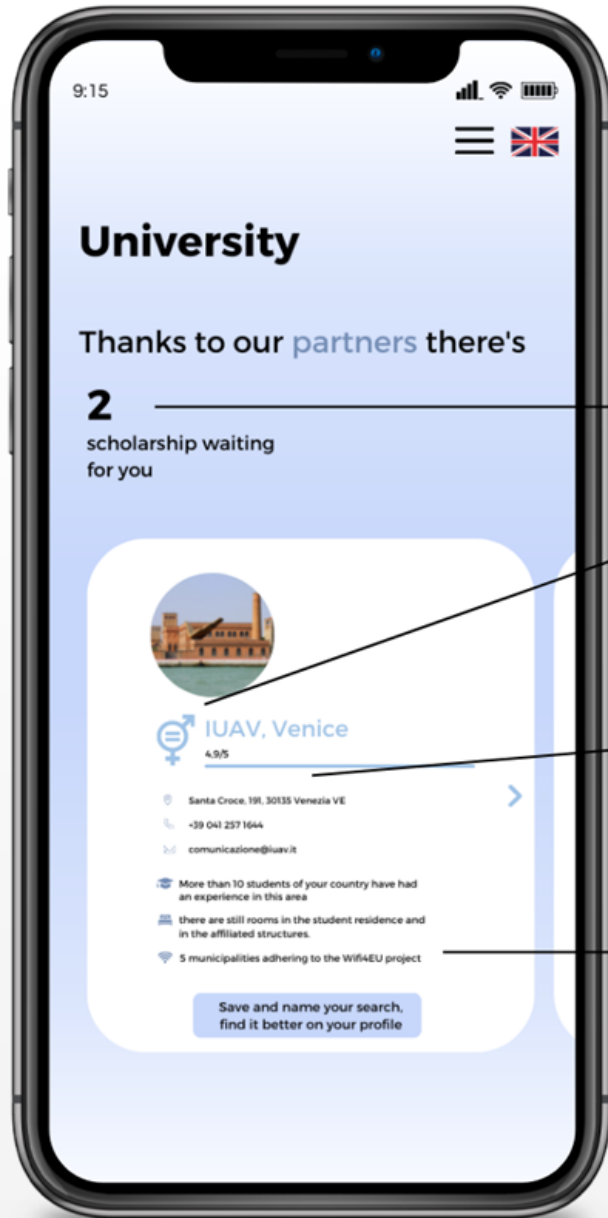 9:15
University
Thanks to our partners there's
2
scholarship waiting
for you
IUAV, Venice
4,9/5
Santa Croce, 191, 30135 Venezia VE
+39 041 257 1644
comunicazione@iuav.it
More than 10 students of your country have had
an experience in this area
there are still rooms in the student residence and
in the affiliated structures.
5 municipalities adhering to the Wifi4EU project
Save and name your search,
find it better on your profile